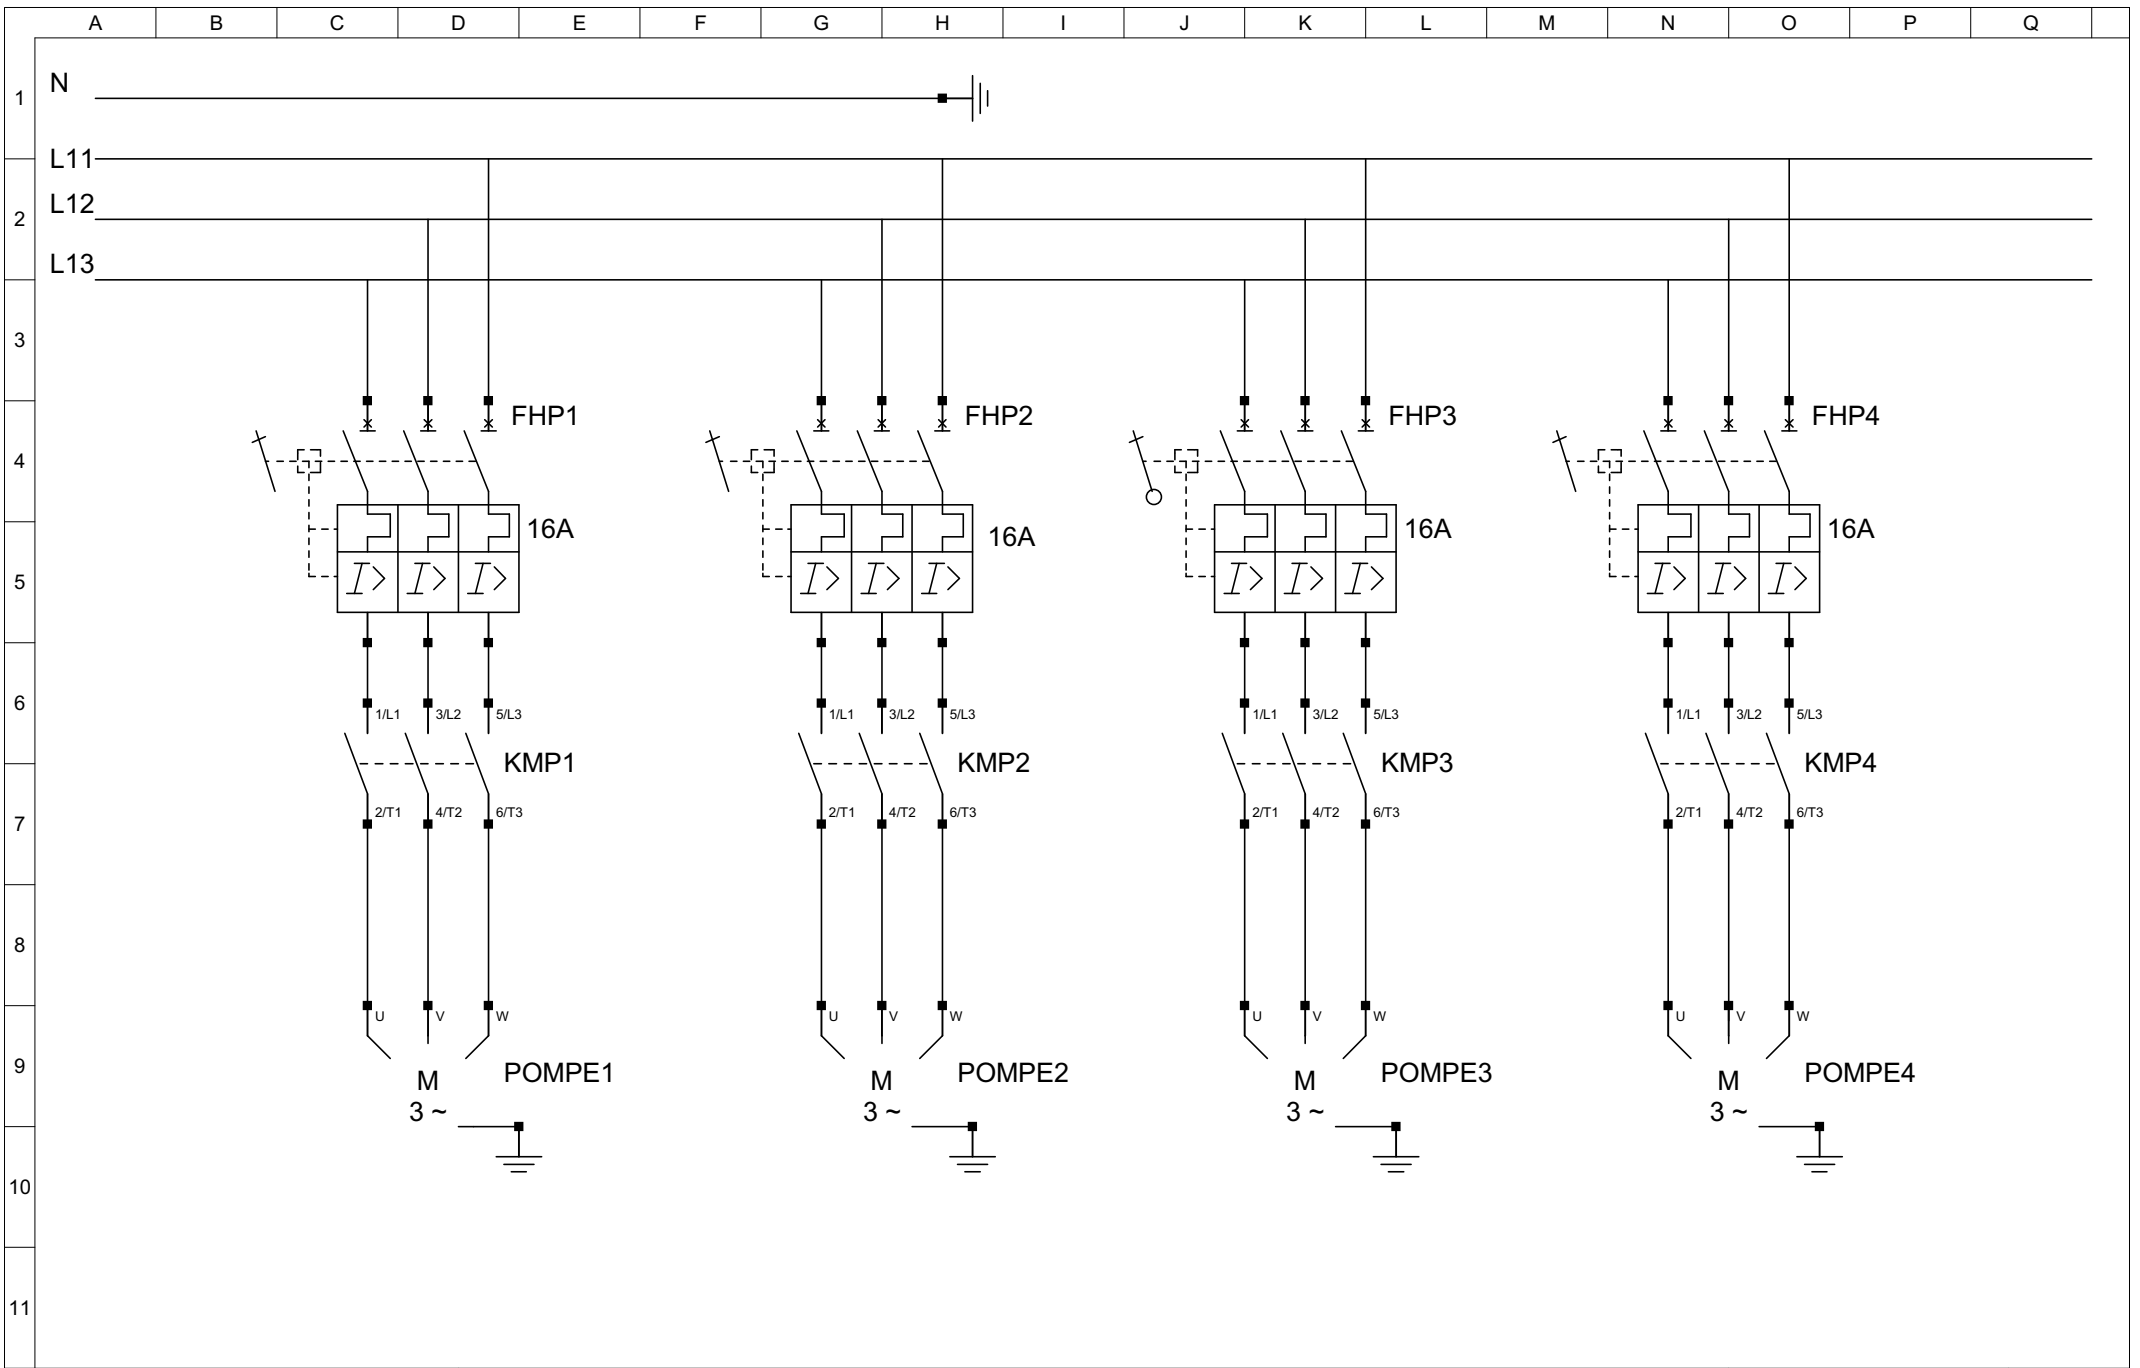 A B C D E F G H I J K L M N O P Q
1
N
L11
L12
2
L13
3
FHP1 FHP2 FHP3 FHP4
4
16A 16A 16A 16A
I> I> I> I> I> I> I> I> I> I> I> I>
5
6
1/L1 3/L2 5/L3 1/L1 3/L2 5/L3 1/L1 3/L2 5/L3 1/L1 3/L2 5/L3
KMP1 KMP2 KMP3 KMP4
2/T1 4/T2 6/T3 2/T1 4/T2 6/T3 2/T1 4/T2 6/T3 2/T1 4/T2 6/T3
7
8
U V W U V W U V W U V W
9
POMPE1 POMPE2 POMPE3 POMPE4
M M M M
3 ~ 3 ~ 3 ~ 3 ~
10
11